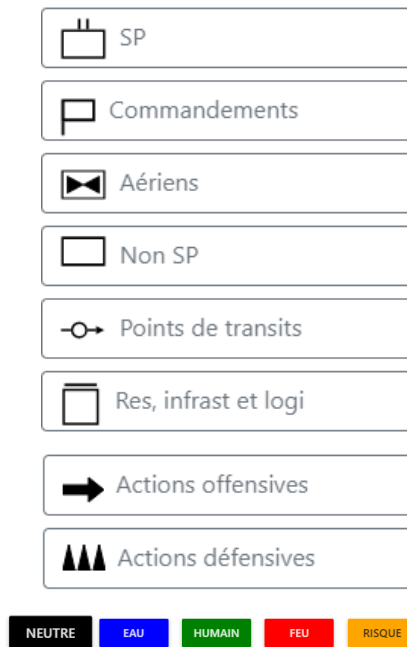 SP
Commandements
Aériens
Non SP
Points de transits
Res, infrast et logi
Actions offensives
Actions défensives
NEUTRE EAU HUMAIN FEU RISQUE